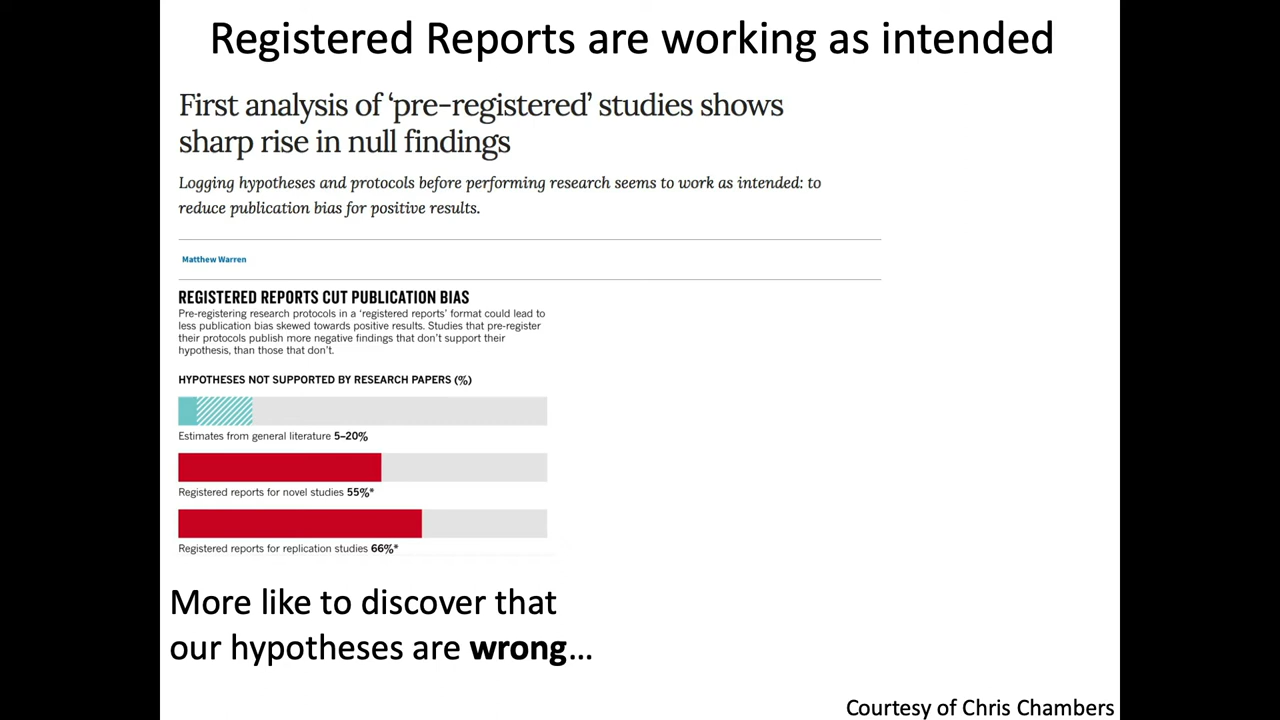 Registered Reports are working as intended
First analysis of ‘pre-registered’ studies shows
sharp rise in null findings
Logging hypotheses and protocols before performing research seems to work as intended: to
reduce publication bias for positive results.
Matthew Warren
REGISTERED REPORTS CUT PUBLICATION BIAS
Pre-registering research protocols in a ‘registered reports’ format could lead to
less publication bias skewed towards positive results. Studies that pre-register
their protocols publish more negative findings that don’t support their
hypothesis, than those that don’t.
HYPOTHESES NOT SUPPORTED BY RESEARCH PAPERS (%)
Estimates from general literature 5–20%
Registered reports for novel studies 55%*
Registered reports for replication studies 66%*
More like to discover that
our hypotheses are wrong…
Courtesy of Chris Chambers